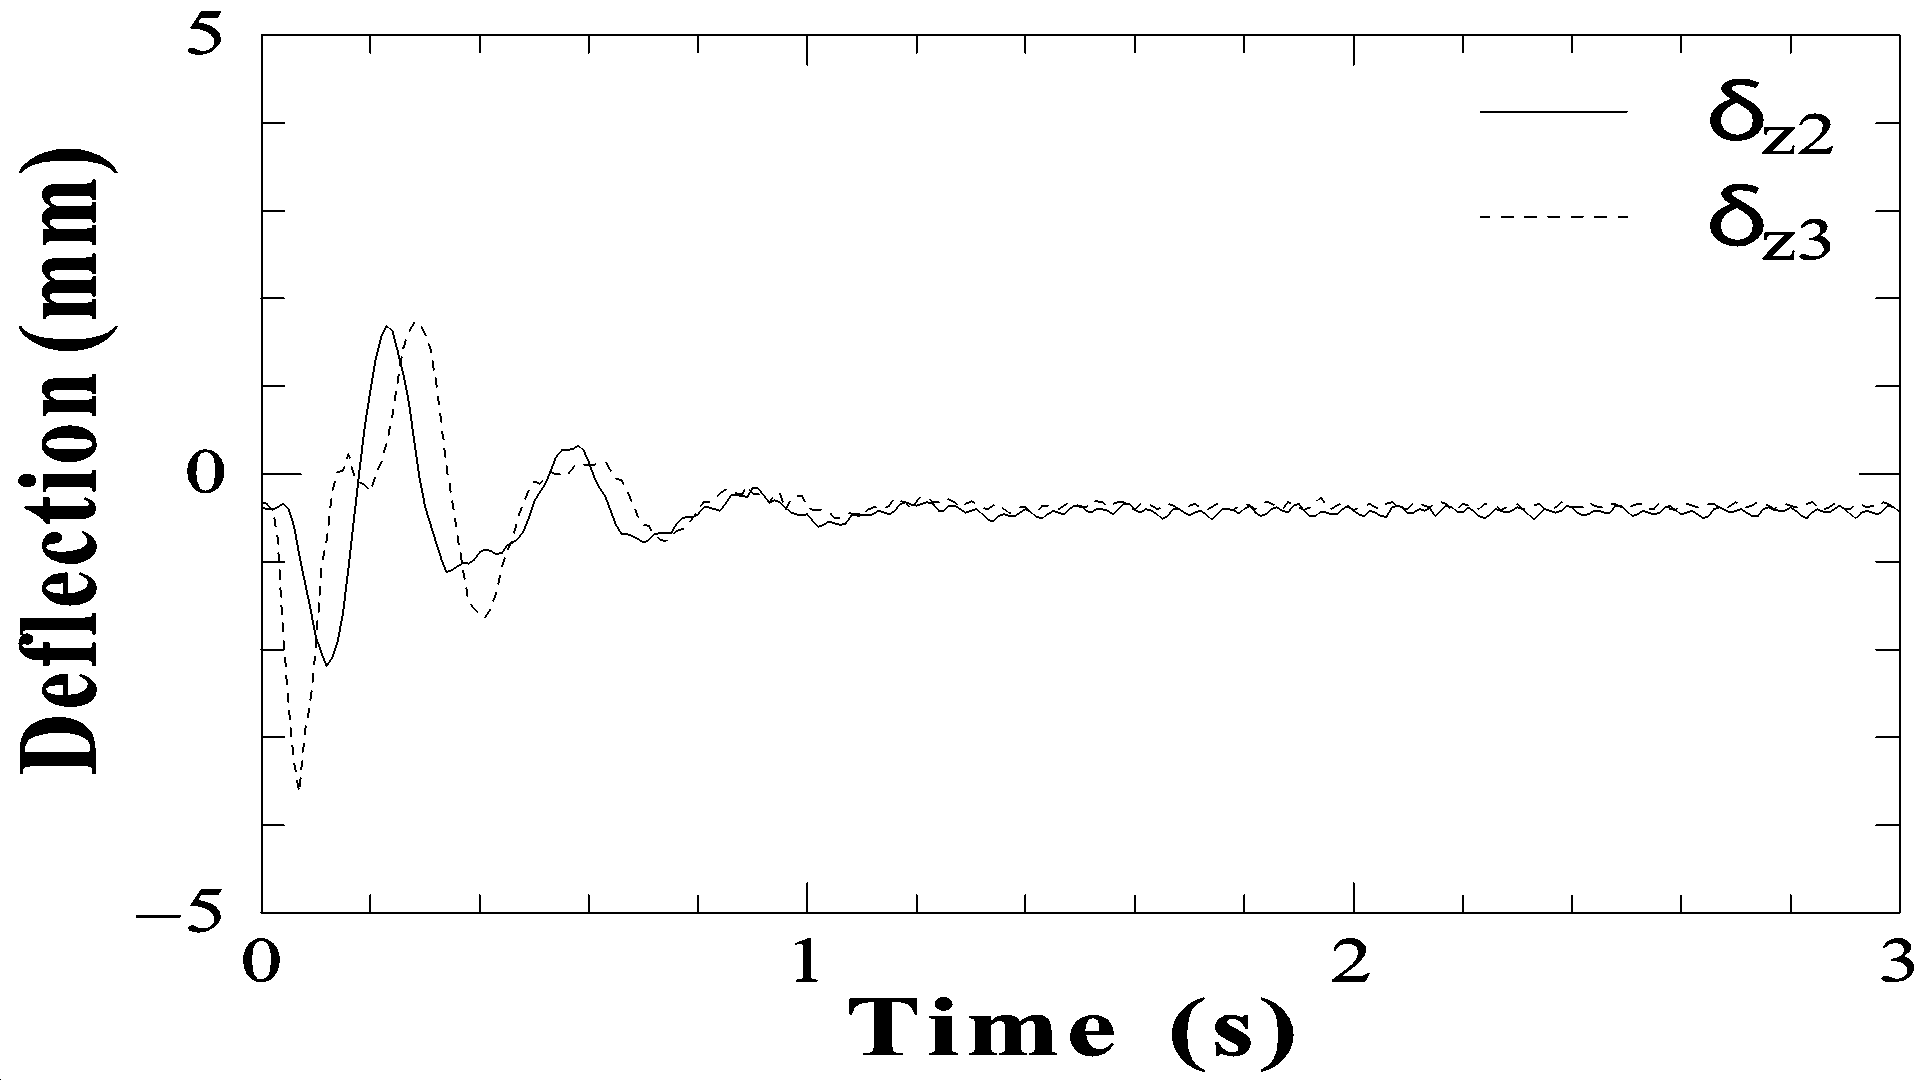 5
δz2
δz3
0
−5
0 1 2 3
Time (s)
Deflection (mm)